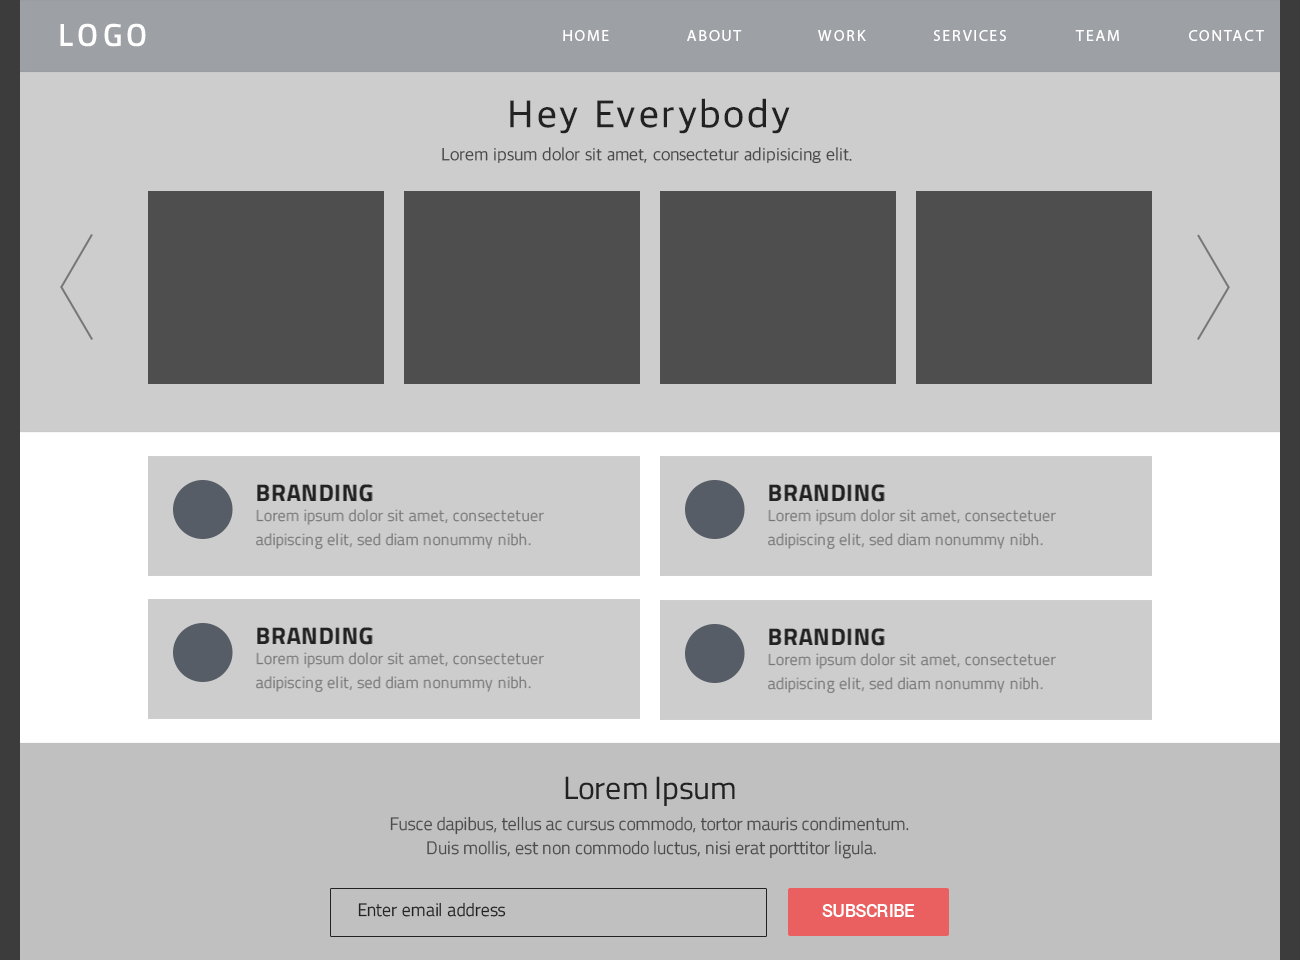 LOGO
HOME ABOUT WORK SERVICES TEAM CONTACT
Hey Everybody
Lorem ipsum dolor sit amet, consectetur adipisicing elit.
BRANDING
Lorem ipsum dolor sit amet, consectetuer
adipiscing elit, sed diam nonummy nibh.
BRANDING
Lorem ipsum dolor sit amet, consectetuer
adipiscing elit, sed diam nonummy nibh.
BRANDING
Lorem ipsum dolor sit amet, consectetuer
adipiscing elit, sed diam nonummy nibh.
BRANDING
Lorem ipsum dolor sit amet, consectetuer
adipiscing elit, sed diam nonummy nibh.
Lorem Ipsum
Fusce dapibus, tellus ac cursus commodo, tortor mauris condimentum.
Duis mollis, est non commodo luctus, nisi erat porttitor ligula.
Enter email address
SUBSCRIBE